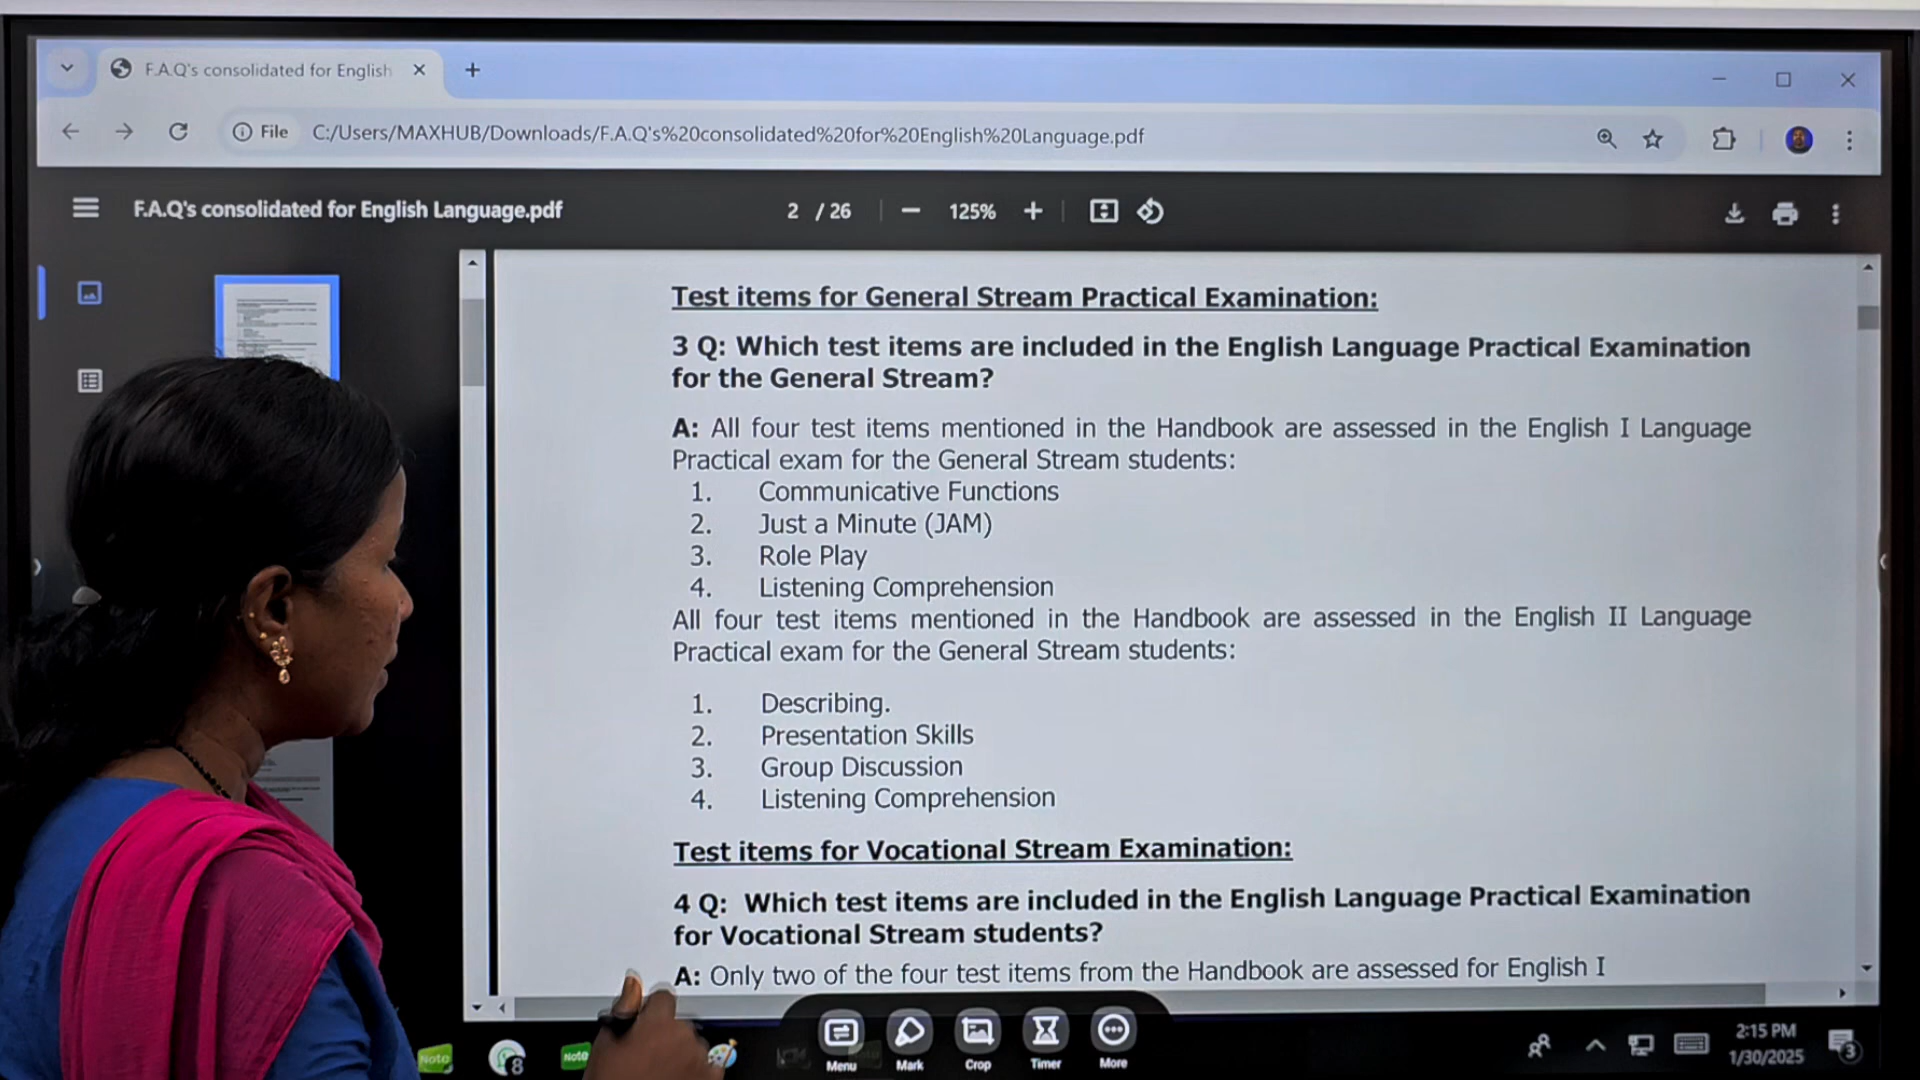 F.A.Q's consolidated for English
File C:/Users/MAXHUB/Downloads/F.A.Q's%20consolidated%20for%20English%20Language.pdf
F.A.Q's consolidated for English Language.pdf 2 / 26 125%
Test items for General Stream Practical Examination:
3 Q: Which test items are included in the English Language Practical Examination
for the General Stream?
A: All four test items mentioned in the Handbook are assessed in the English I Language
Practical exam for the General Stream students:
1. Communicative Functions
2. Just a Minute (JAM)
3. Role Play
4. Listening Comprehension
All four test items mentioned in the Handbook are assessed in the English II Language
Practical exam for the General Stream students:
1. Describing.
2. Presentation Skills
3. Group Discussion
4. Listening Comprehension
Test items for Vocational Stream Examination:
4 Q: Which test items are included in the English Language Practical Examination
for Vocational Stream students?
A: Only two of the four test items from the Handbook are assessed for English I
Note 8 Note
Menu Mark Crop Timer More
2:15 PM
1/30/2025
3